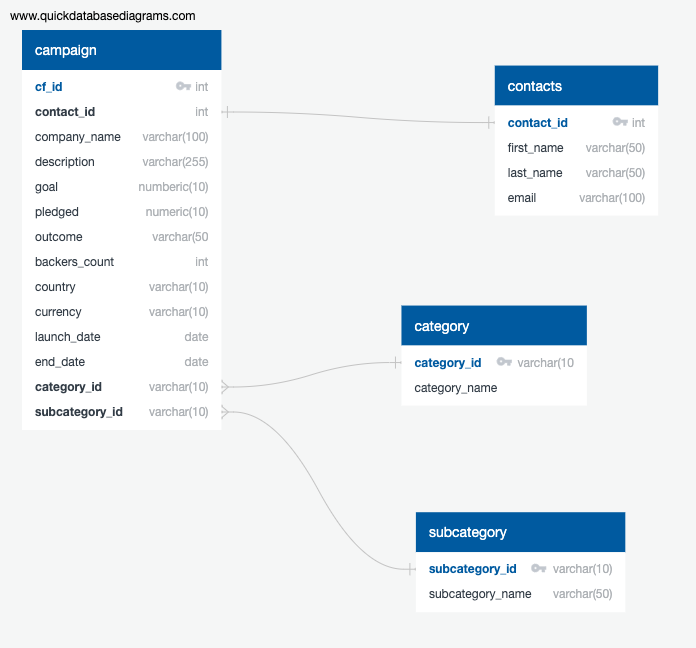 www.quickdatabasediagrams.com
campaign
cf_id int
contact_id int
company_name varchar(100)
description varchar(255)
goal numberic(10)
pledged numeric(10)
outcome varchar(50
backers_count int
country varchar(10)
currency varchar(10)
launch_date date
end_date date
category_id varchar(10)
subcategory_id varchar(10)
contacts
contact_id int
first_name varchar(50)
last_name varchar(50)
email varchar(100)
category
category_id varchar(10
category_name
subcategory
subcategory_id varchar(10)
subcategory_name varchar(50)